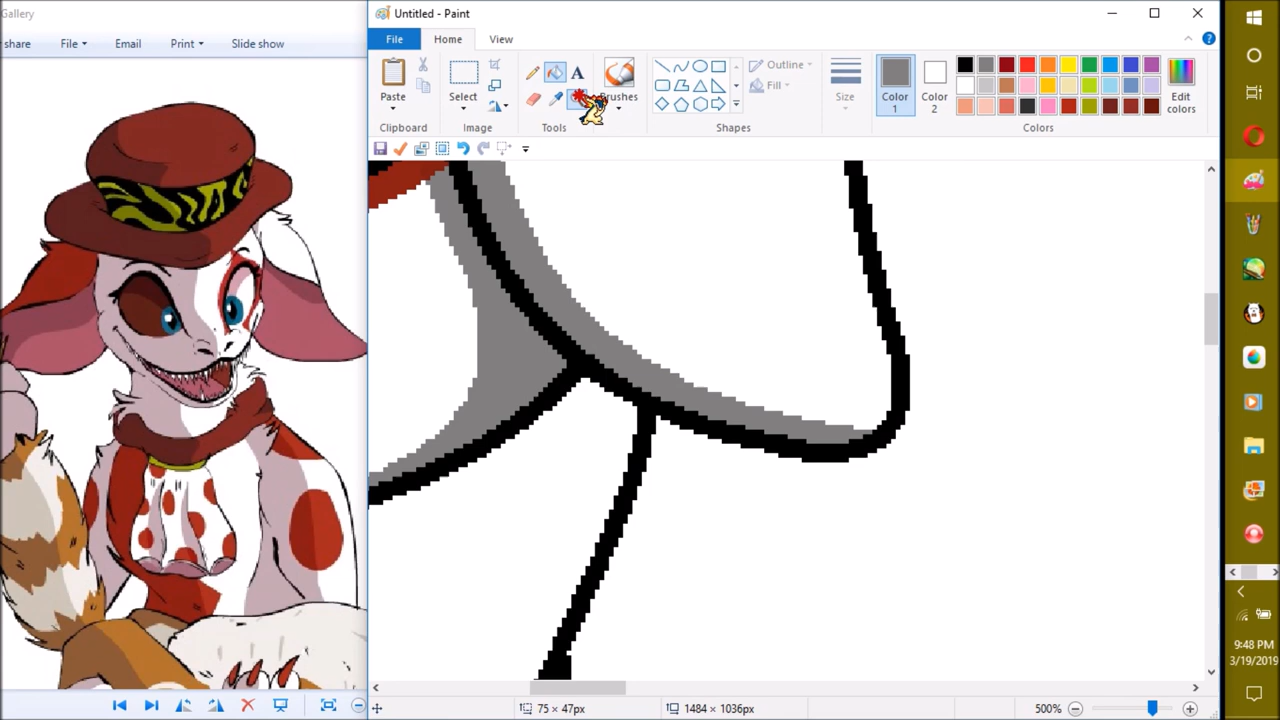 Gallery
share File Email Print Slide show
Untitled - Paint
File Home View
Paste
Select
Brushes
Outline
Fill
Size
Color
1
Color
2
Edit
colors
Clipboard
Image
Tools
Shapes
Colors
75 × 47px
1484 × 1036px
500%
9:48 PM
3/19/2019